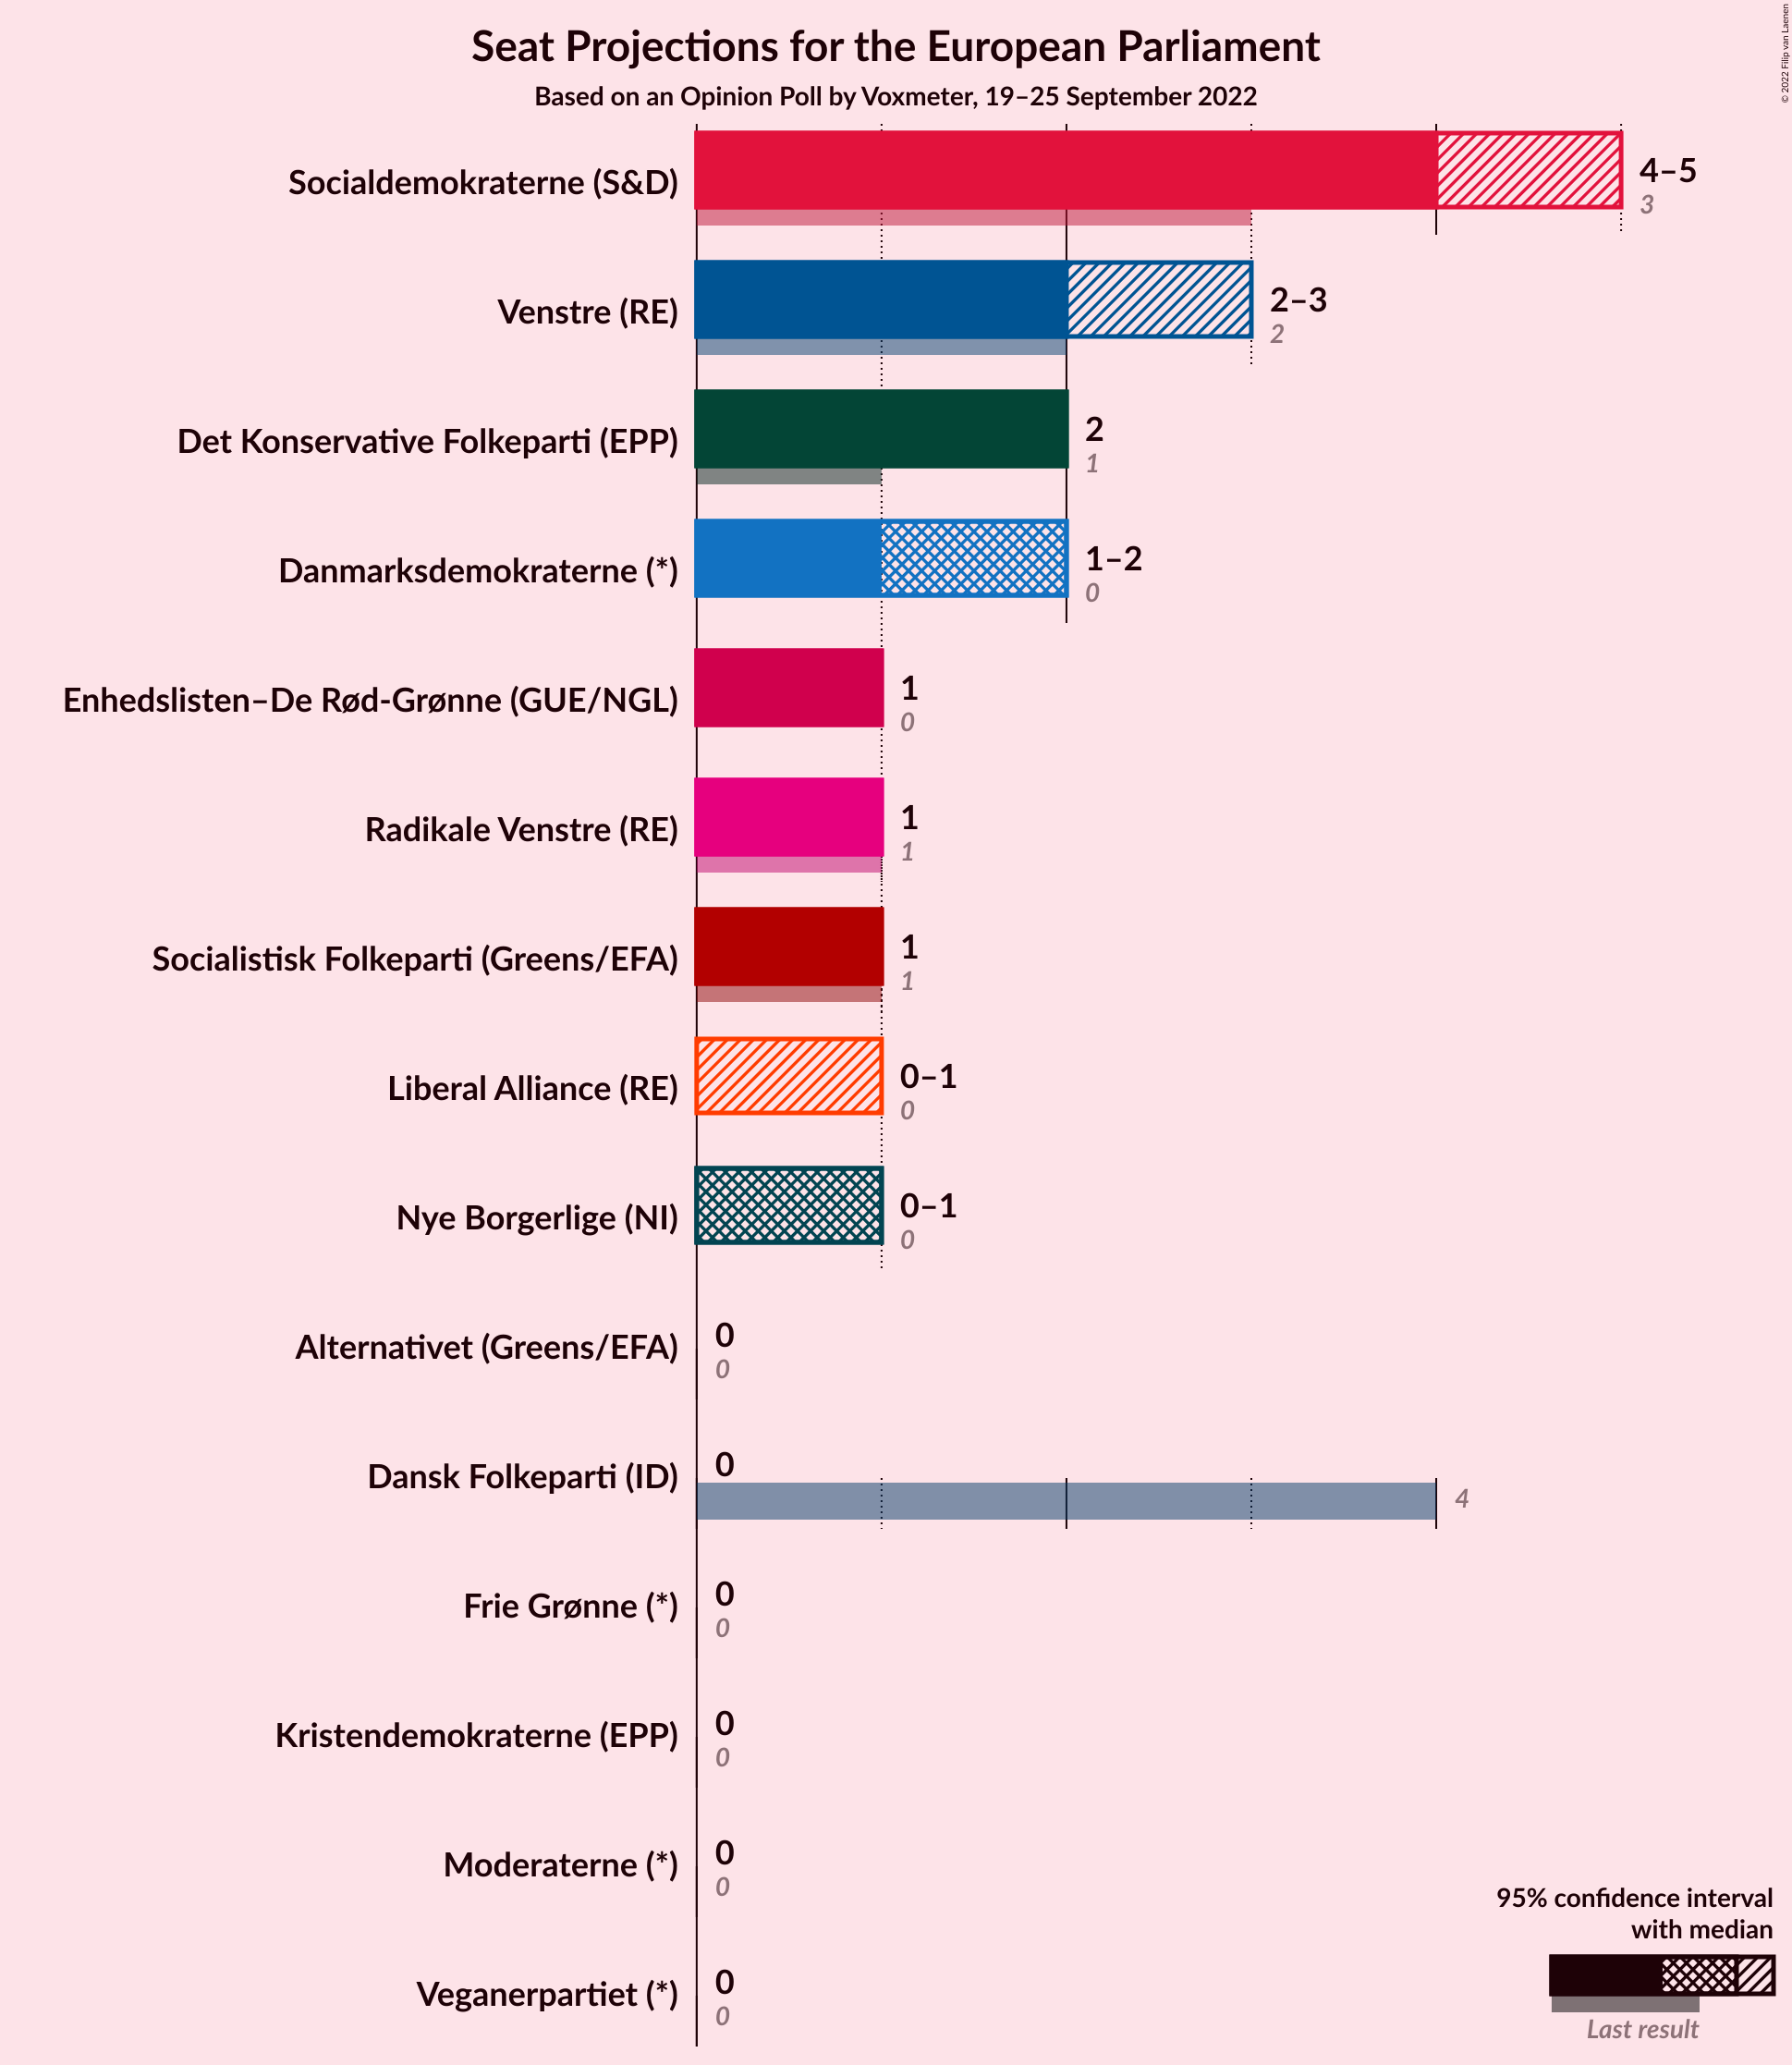 Seat Projections for the European Parliament
Based on an Opinion Poll by Voxmeter, 19–25 September 2022
© 2022 Filip van Laenen
Socialdemokraterne (S&D)
4–5
3
Venstre (RE)
2–3
2
Det Konservative Folkeparti (EPP)
2
1
Danmarksdemokraterne (*)
1–2
0
Enhedslisten–De Rød-Grønne (GUE/NGL)
1
0
Radikale Venstre (RE)
1
1
Socialistisk Folkeparti (Greens/EFA)
1
1
Liberal Alliance (RE)
0–1
0
Nye Borgerlige (NI)
0–1
0
Alternativet (Greens/EFA)
0
0
Dansk Folkeparti (ID)
0
4
Frie Grønne (*)
0
0
Kristendemokraterne (EPP)
0
0
Moderaterne (*)
0
0
Veganerpartiet (*)
0
0
95% confidence interval
with median
Last result